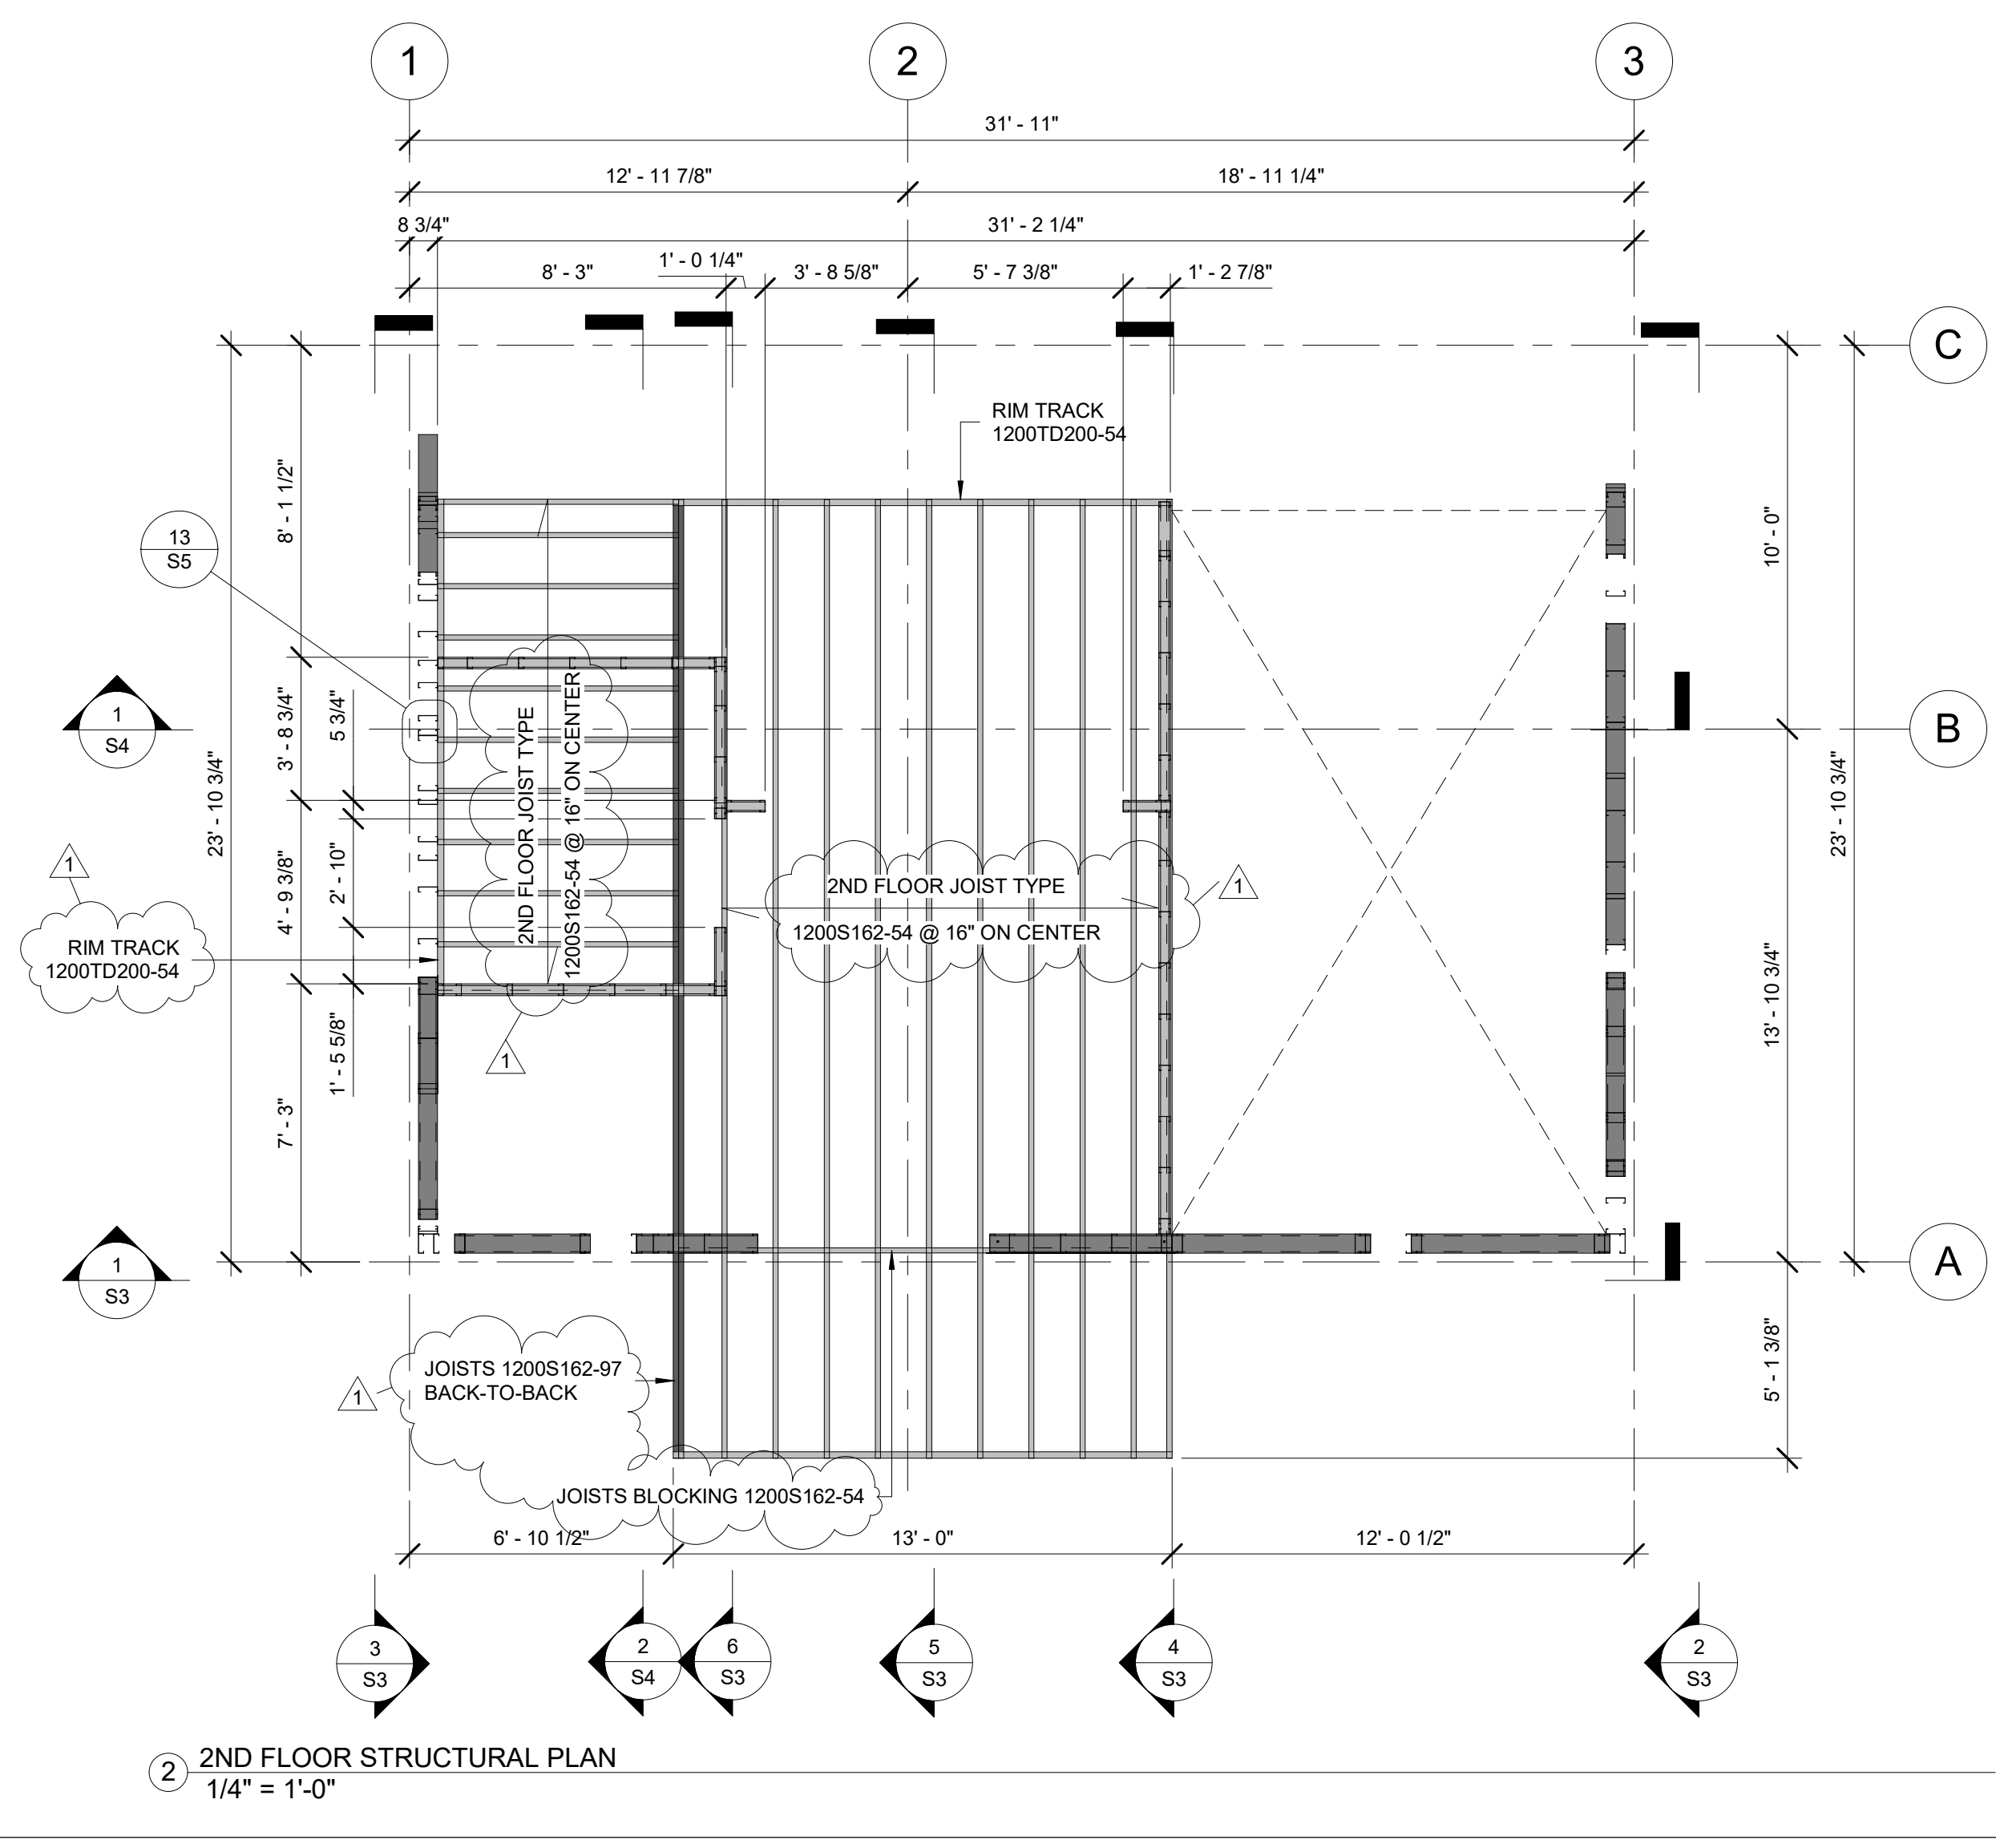 1
2
3
31' - 11"
12' - 11 7/8"
18' - 11 1/4"
8 3/4"
31' - 2 1/4"
8' - 3"
1' - 0 1/4"
3' - 8 5/8"
5' - 7 3/8"
1' - 2 7/8"
C
RIM TRACK
1200TD200-54
8' - 1 1/2"
10' - 0"
13
S5
1
S4
B
23' - 10 3/4"
3' - 8 3/4"
5 3/4"
2ND FLOOR JOIST TYPE
1200S162-54 @ 16" ON CENTER
23' - 10 3/4"
1
4' - 9 3/8"
2' - 10"
2ND FLOOR JOIST TYPE
1200S162-54 @ 16" ON CENTER
1
RIM TRACK
1200TD200-54
13' - 10 3/4"
1
1' - 5 5/8"
7' - 3"
1
S3
A
JOISTS 1200S162-97
BACK-TO-BACK
1
5' - 1 3/8"
JOISTS BLOCKING 1200S162-54
6' - 10 1/2"
13' - 0"
12' - 0 1/2"
3
S3
2
S4
6
S3
5
S3
4
S3
2
S3
2
2ND FLOOR STRUCTURAL PLAN
1/4" = 1'-0"